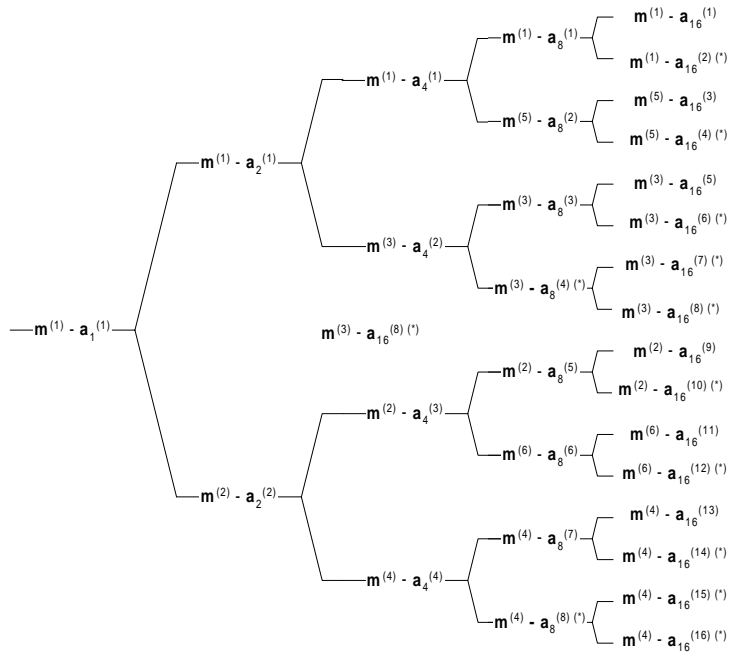 m(1) - a1(1)
m(1) - a2(1)
m(2) - a2(2)
m(1) - a4(1)
m(3) - a4(2)
m(3) - a16(8) (*)
m(2) - a4(3)
m(4) - a4(4)
m(1) - a8(1)
m(5) - a8(2)
m(3) - a8(3)
m(3) - a8(4) (*)
m(2) - a8(5)
m(6) - a8(6)
m(4) - a8(7)
m(4) - a8(8) (*)
m(1) - a16(1)
m(1) - a16(2) (*)
m(5) - a16(3)
m(5) - a16(4) (*)
m(3) - a16(5)
m(3) - a16(6) (*)
m(3) - a16(7) (*)
m(3) - a16(8) (*)
m(2) - a16(9)
m(2) - a16(10) (*)
m(6) - a16(11)
m(6) - a16(12) (*)
m(4) - a16(13)
m(4) - a16(14) (*)
m(4) - a16(15) (*)
m(4) - a16(16) (*)